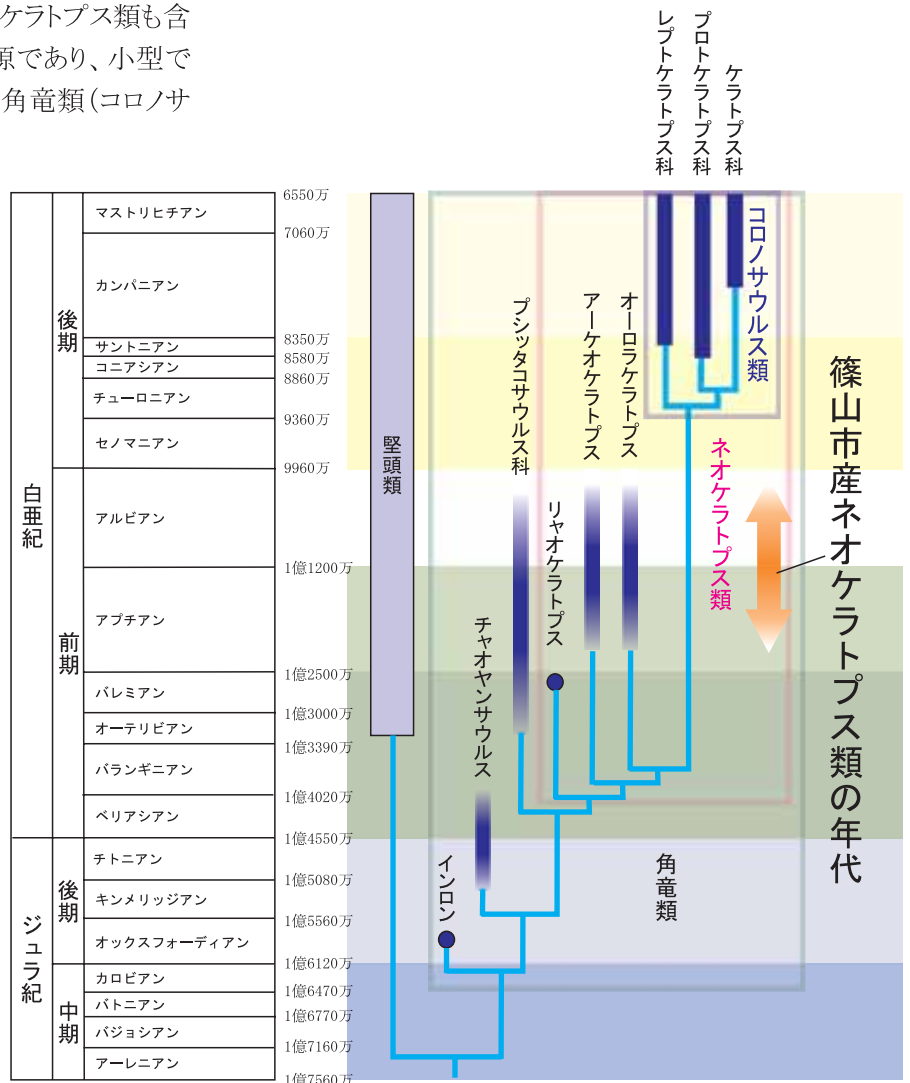 ケラトプス類も含
原であり、小型で
角竜類(コロノサ
レプトケラトプス科
プロトケラトプス科
ケラトプス科
白亜紀
後期
マストリヒチアン
カンパニアン
サントニアン
コニアシアン
チューロニアン
セノマニアン
前期
アルビアン
アプチアン
バレミアン
オーテリビアン
バランギニアン
ベリアシアン
ジュラ紀
後期
チトニアン
キンメリッジアン
オックスフォーディアン
中期
カロビアン
バトニアン
バジョシアン
アーレニアン
6550万
7060万
8350万
8580万
8860万
9360万
9960万
1億1200万
1億2500万
1億3000万
1億3390万
1億4020万
1億4550万
1億5080万
1億5560万
1億6120万
1億6470万
1億6770万
1億7160万
1億7560万
堅頭類
インロン
チャオヤンサウルス
プシッタコサウルス科
リャオケラトプス
アーケオケラトプス
オーロラケラトプス
コロノサウルス類
ネオケラトプス類
角竜類
篠山市産ネオケラトプス類の年代